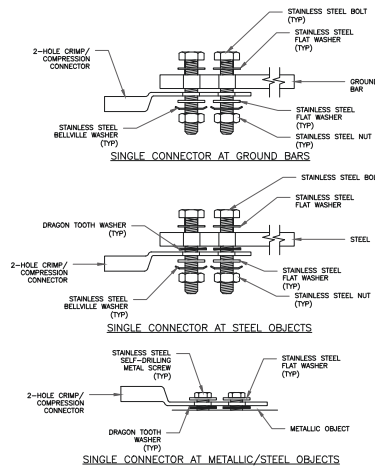 STAINLESS STEEL BOLT
(TYP)
STAINLESS STEEL
FLAT WASHER
(TYP)
2-HOLE CRIMP/
COMPRESSION
CONNECTOR
GROUND
BAR
STAINLESS STEEL
BELLVILLE WASHER
(TYP)
STAINLESS STEEL
FLAT WASHER
(TYP)
STAINLESS STEEL NUT
(TYP)
SINGLE CONNECTOR AT GROUND BARS
STAINLESS STEEL
STAINLESS STEEL
FLAT WASHER
DRAGON TOOTH WASHER
(TYP)
STEEL
2-HOLE CRIMP/
COMPRESSION
CONNECTOR
STAINLESS STEEL
FLAT WASHER
(TYP)
STAINLESS STEEL
BELLVILLE WASHER
(TYP)
STAINLESS STEEL NUT
(TYP)
SINGLE CONNECTOR AT STEEL OBJECTS
STAINLESS STEEL
SELF-DRILLING
METAL SCREW
(TYP)
STAINLESS STEEL
FLAT WASHER
(TYP)
2-HOLE CRIMP/
COMPRESSION
CONNECTOR
DRAGON TOOTH
WASHER
(TYP)
METALLIC OBJECT
SINGLE CONNECTOR AT METALLIC/STEEL OBJECTS